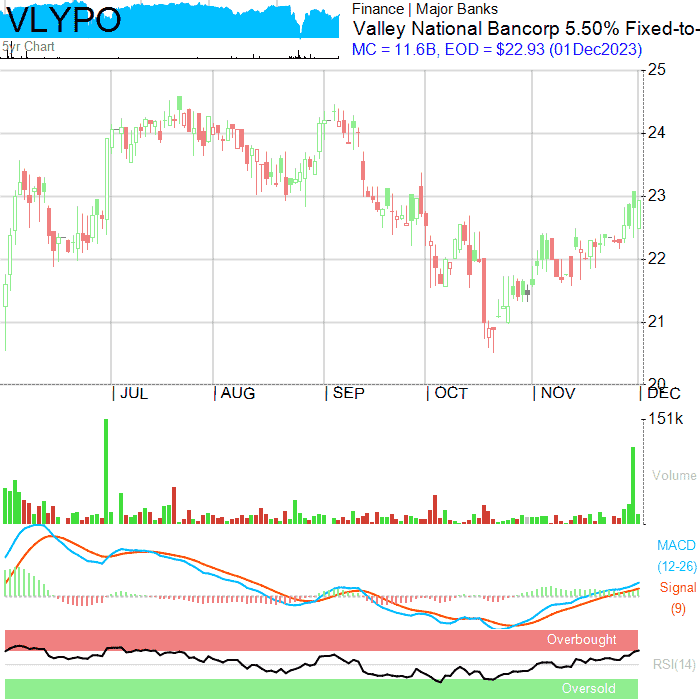 VLYPO
5yr Chart
Finance | Major Banks
Valley National Bancorp 5.50% Fixed-to-
MC = 11.6B, EOD = $22.93 (01Dec2023)
25
24
23
22
21
20
JUL AUG SEP OCT NOV DEC
151k
Volume
MACD
(12-26)
Signal
(9)
Overbought
RSI(14)
Oversold